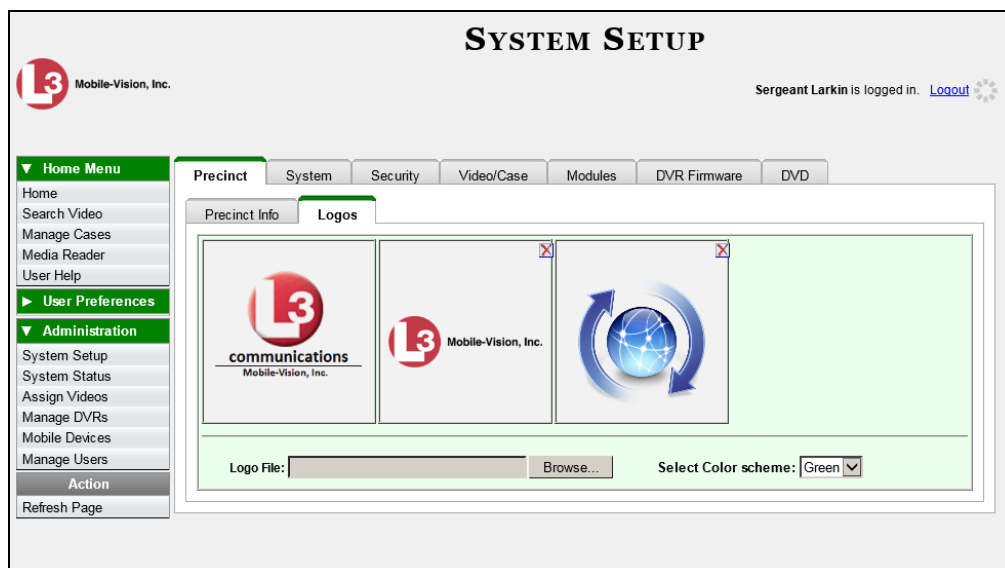 SYSTEM SETUP
L3 Mobile-Vision, Inc.
Sergeant Larkin is logged in. Logout
▼ Home Menu
Home
Search Video
Manage Cases
Media Reader
User Help
▶ User Preferences
▼ Administration
System Setup
System Status
Assign Videos
Manage DVRs
Mobile Devices
Manage Users
Action
Refresh Page
Precinct System Security Video/Case Modules DVR Firmware DVD
Precinct Info Logos
L3
communications
Mobile-Vision, Inc.
L3 Mobile-Vision, Inc.
Logo File: Browse... Select Color scheme: Green